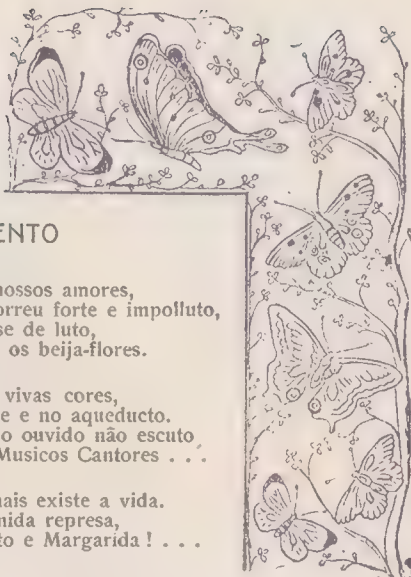 ENTO
nossos amores,
orreu forte e impolluto,
se de luto,
os beija-flores.
vivas cores,
e e no aqueducto.
o ouvido não escuto
Musicos Cantores . . .
nais existe a vida.
nida represa,
to e Margarida ! . . .